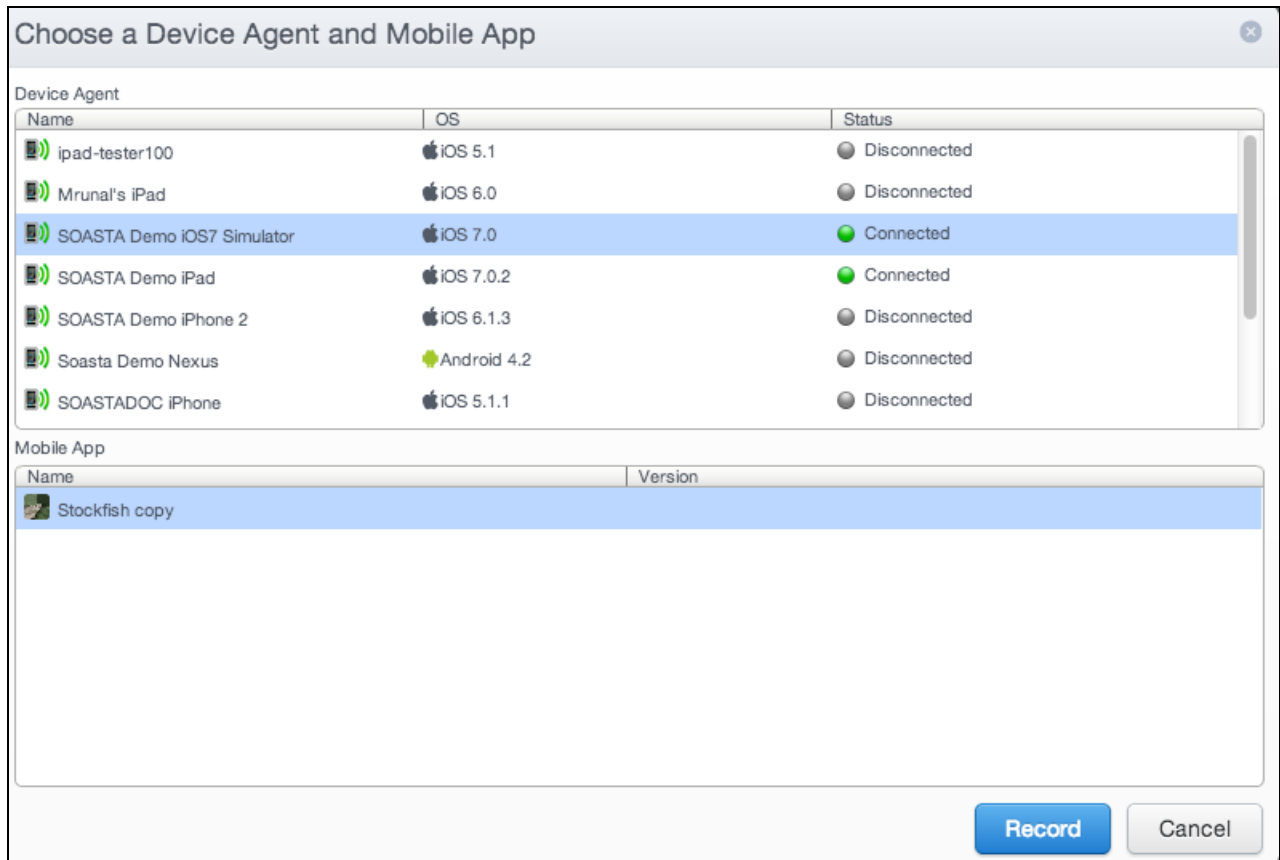 Choose a Device Agent and Mobile App
Device Agent
Name OS Status
ipad-tester100 iOS 5.1 Disconnected
Mrunal's iPad iOS 6.0 Disconnected
SOASTA Demo iOS7 Simulator iOS 7.0 Connected
SOASTA Demo iPad iOS 7.0.2 Connected
SOASTA Demo iPhone 2 iOS 6.1.3 Disconnected
Soasta Demo Nexus Android 4.2 Disconnected
SOASTADOC iPhone iOS 5.1.1 Disconnected
Mobile App
Name Version
Stockfish copy
Record Cancel